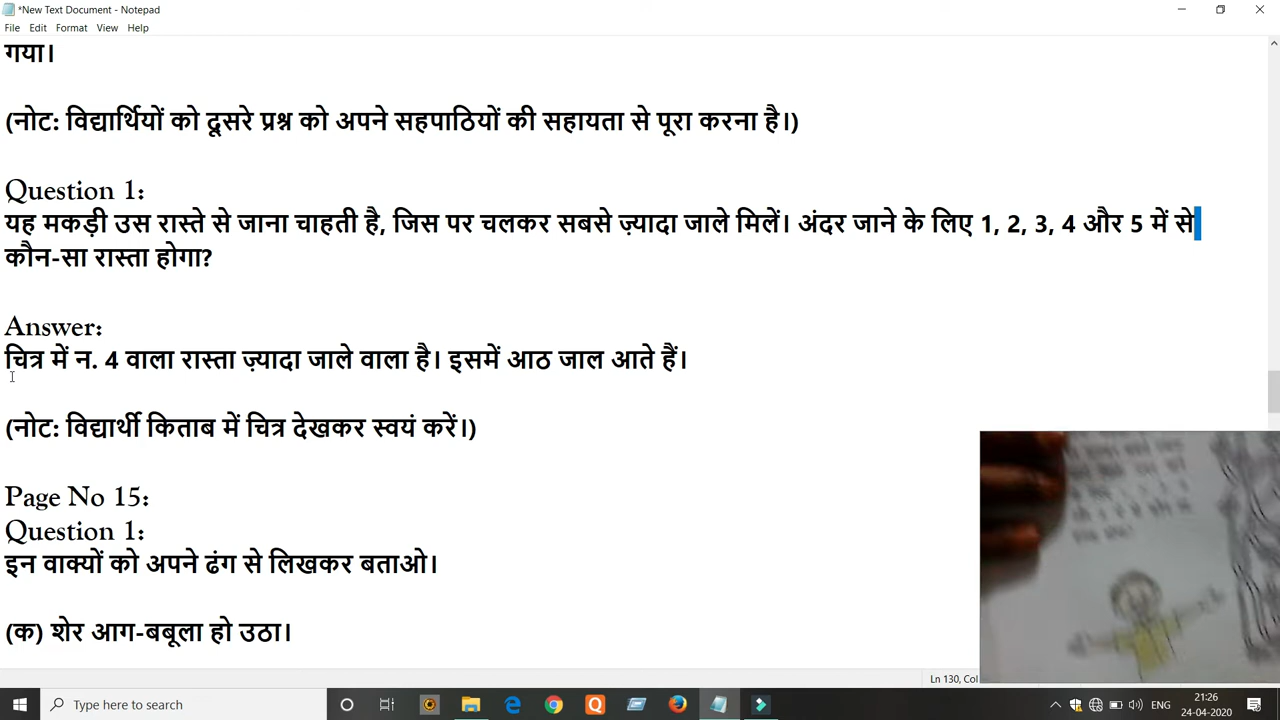 *New Text Document - Notepad
File Edit Format View Help
गया।
(नोट: विद्यार्थियों को दूसरे प्रश्न को अपने सहपाठियों की सहायता से पूरा करना है।)
Question 1:
यह मकड़ी उस रास्ते से जाना चाहती है, जिस पर चलकर सबसे ज़्यादा जाले मिलें। अंदर जाने के लिए 1, 2, 3, 4 और 5 में से
कौन-सा रास्ता होगा?
Answer:
चित्र में न. 4 वाला रास्ता ज़्यादा जाले वाला है। इसमें आठ जाल आते हैं।
(नोट: विद्यार्थी किताब में चित्र देखकर स्वयं करें।)
Page No 15:
Question 1:
इन वाक्यों को अपने ढंग से लिखकर बताओ।
(क) शेर आग-बबूला हो उठा।
Ln 130, Col
Type here to search
ENG
21:26
24-04-2020